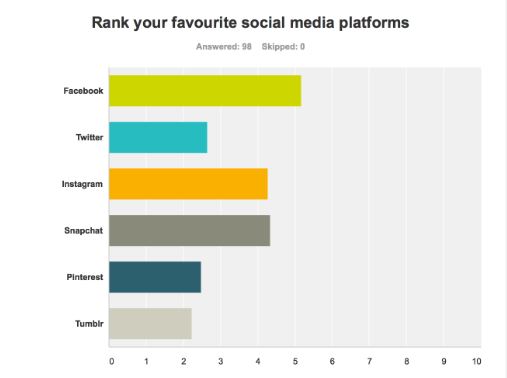 Rank your favourite social media platforms
Answered: 98 Skipped: 0
Facebook
Twitter
Instagram
Snapchat
Pinterest
Tumblr
0 1 2 3 4 5 6 7 8 9 10